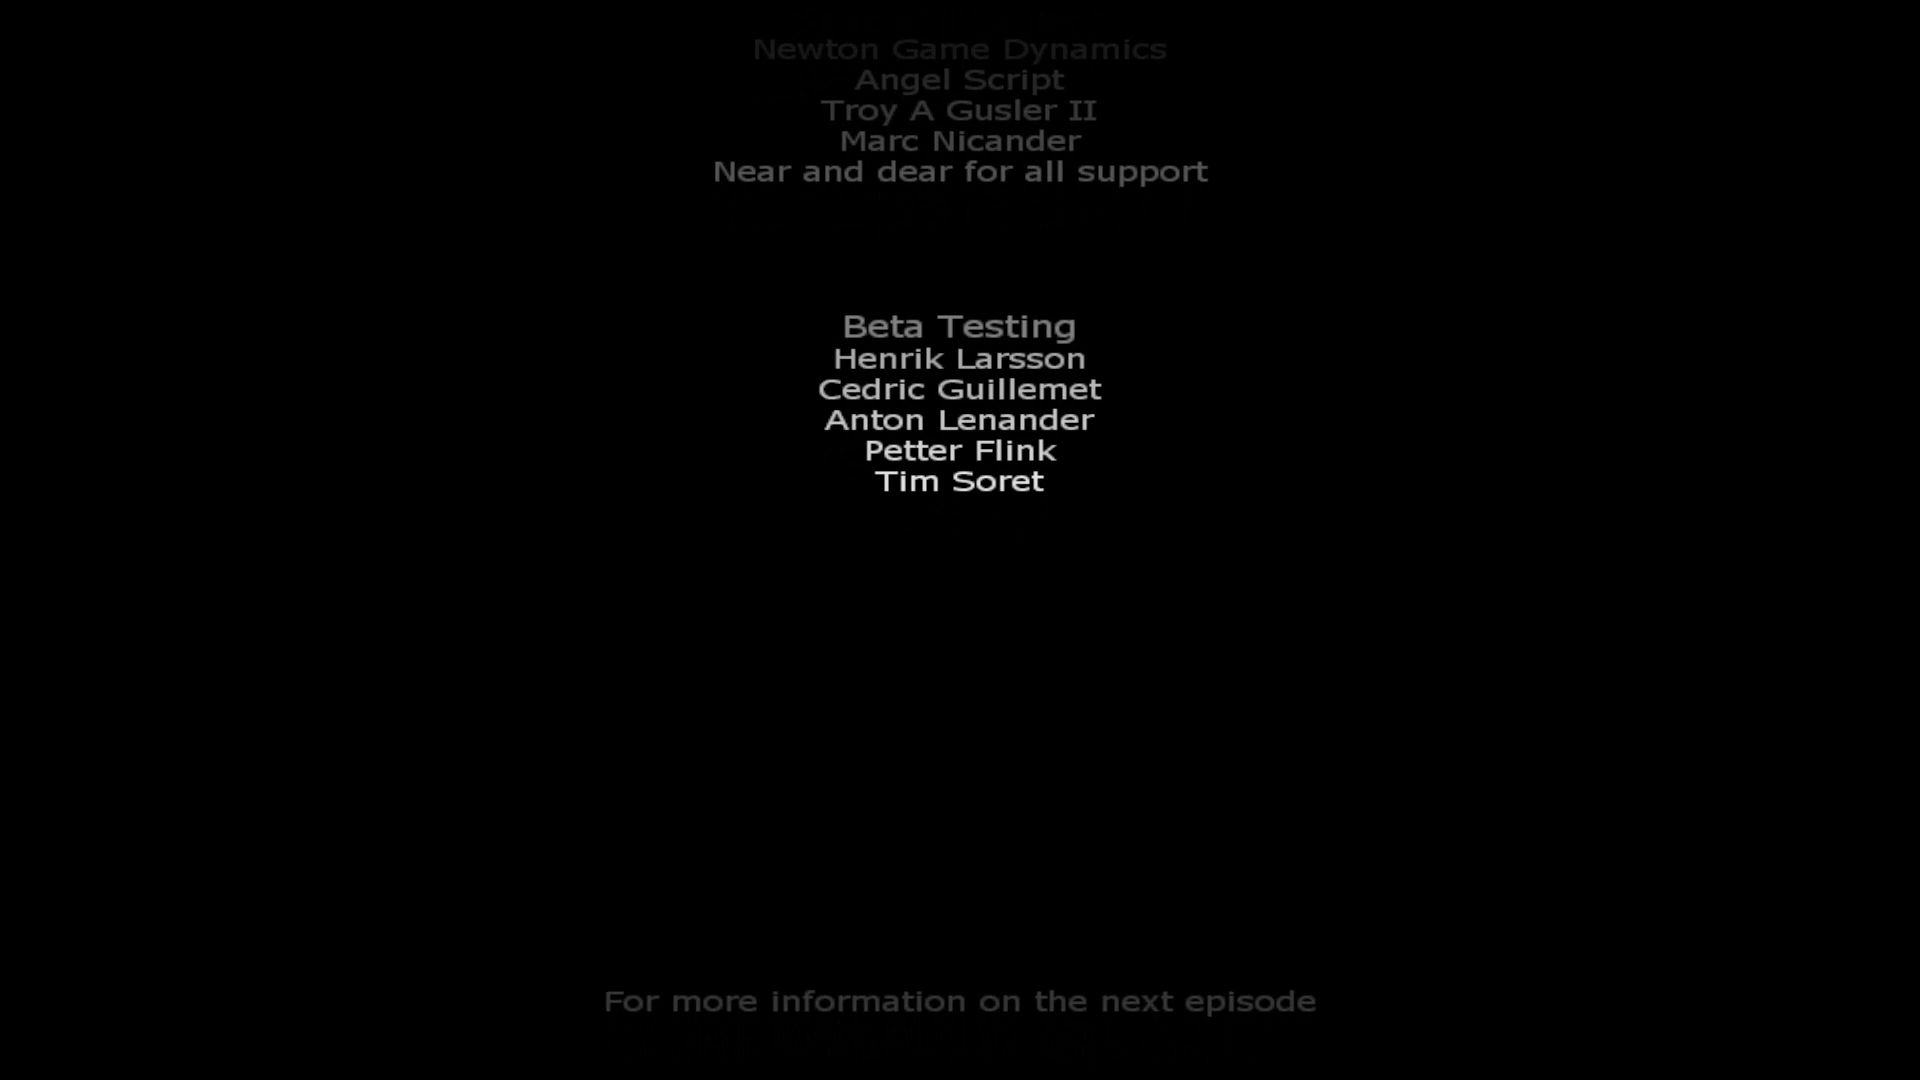 Newton Game Dynamics
Angel Script
Troy A Gusler II
Marc Nicander
Near and dear for all support
Beta Testing
Henrik Larsson
Cedric Guillemet
Anton Lenander
Petter Flink
Tim Soret
For more information on the next episode